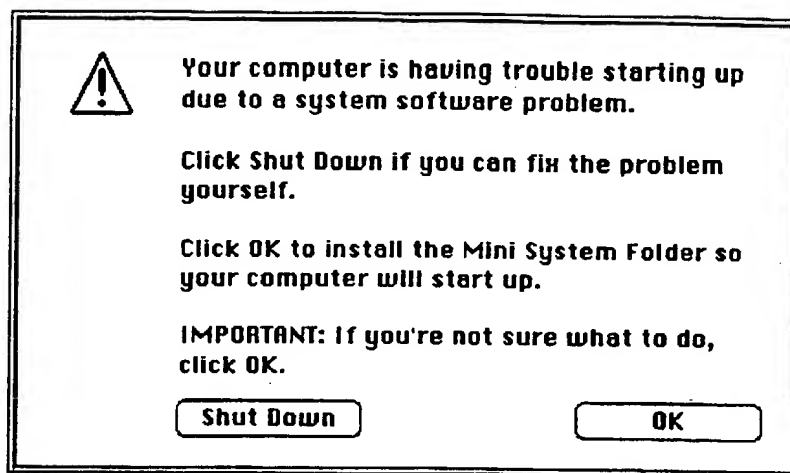 Your computer is having trouble starting up
due to a system software problem.
Click Shut Down if you can fix the problem
yourself.
Click OK to install the Mini System Folder so
your computer will start up.
IMPORTANT: If you're not sure what to do,
click OK.
Shut Down
OK